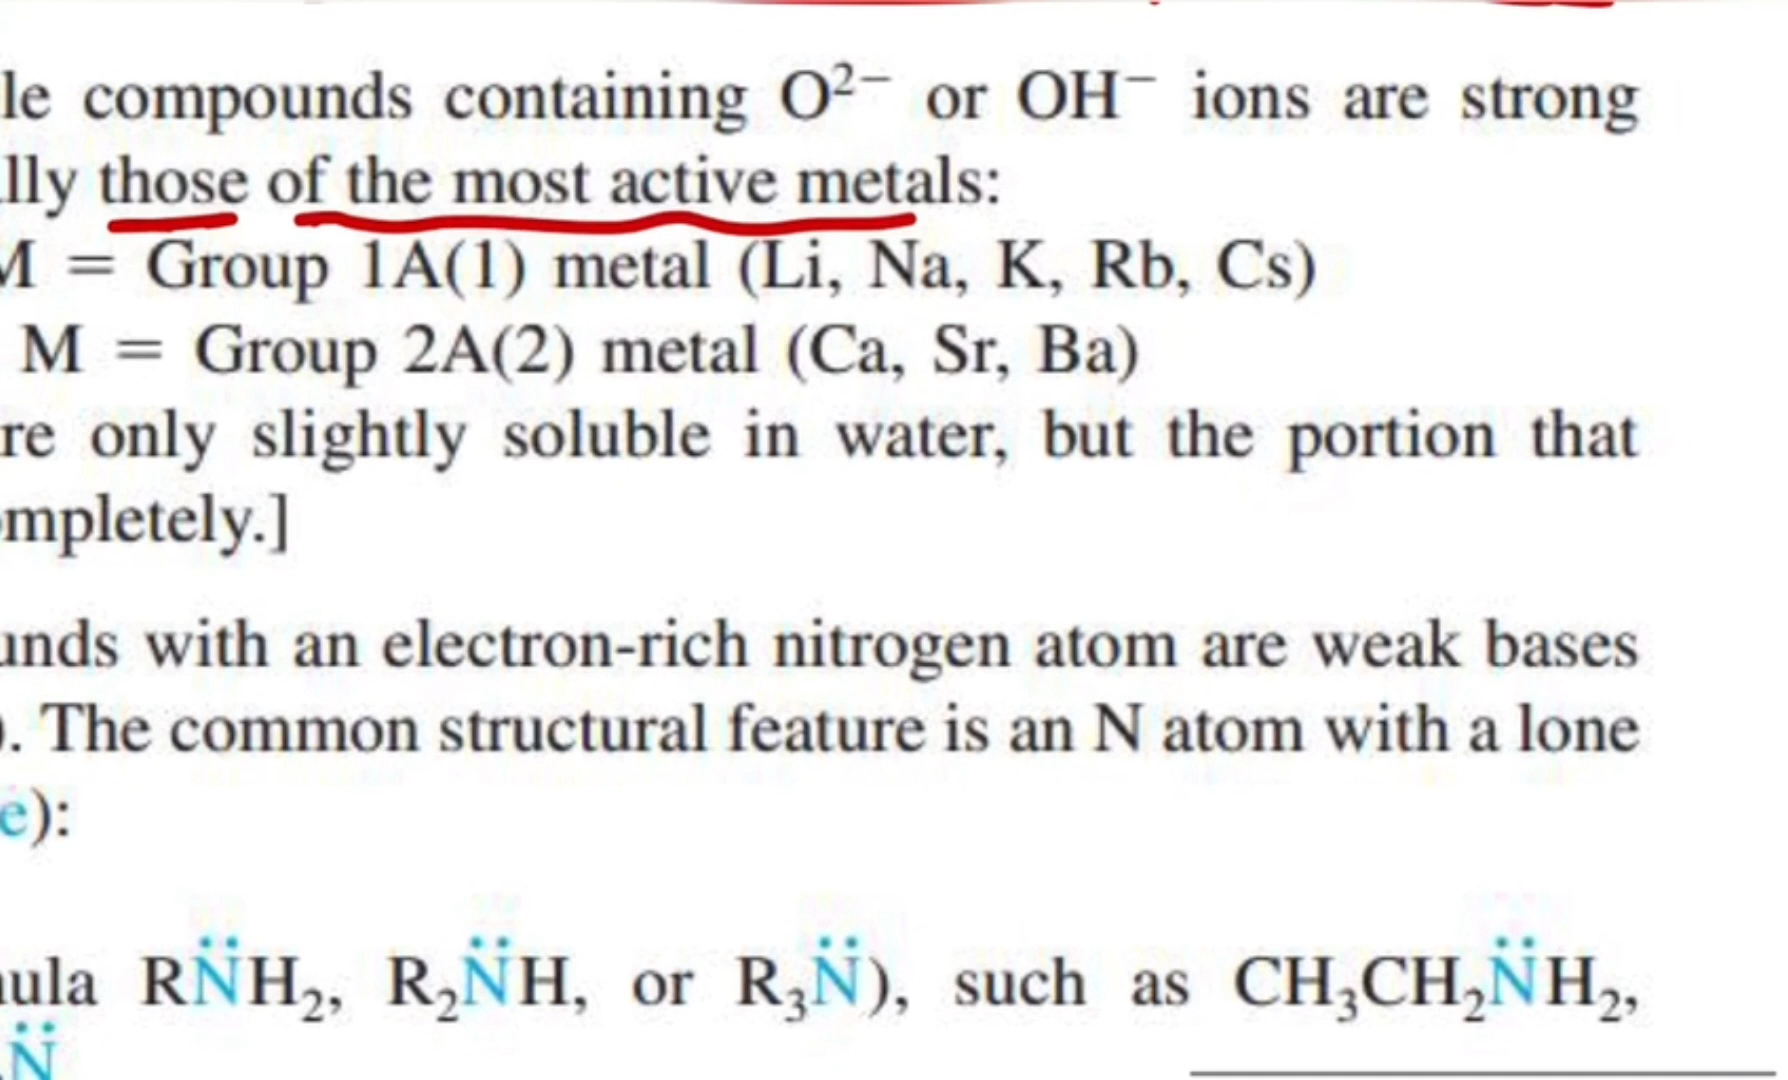 le compounds containing O²⁻ or OH⁻ ions are strong
lly those of the most active metals:
M = Group 1A(1) metal (Li, Na, K, Rb, Cs)
M = Group 2A(2) metal (Ca, Sr, Ba)
re only slightly soluble in water, but the portion that
mpletely.]
unds with an electron-rich nitrogen atom are weak bases
). The common structural feature is an N atom with a lone
e):
ula RN̈H₂, R₂N̈H, or R₃N̈), such as CH₃CH₂N̈H₂,
N̈